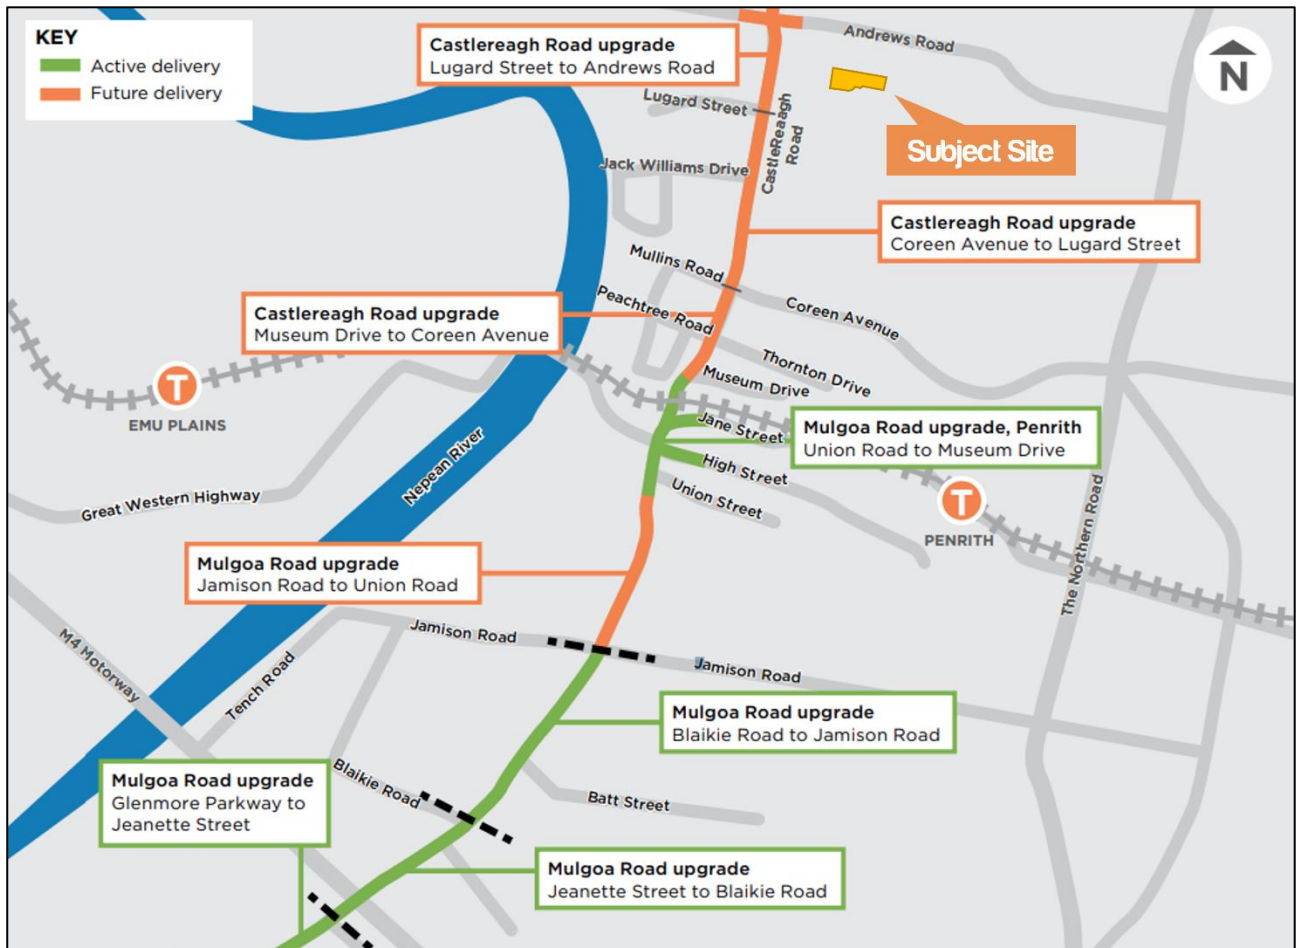 KEY
Active delivery
Future delivery
Castlereagh Road upgrade
Lugard Street to Andrews Road
Andrews Road
N
Lugard Street
CastleReaagh
Road
Subject Site
Jack Williams Drive
Castlereagh Road upgrade
Coreen Avenue to Lugard Street
Mullins Road
Peachtree Road
Coreen Avenue
Castlereagh Road upgrade
Museum Drive to Coreen Avenue
Thornton Drive
Museum Drive
T
EMU PLAINS
Jane Street
Mulgoa Road upgrade, Penrith
Union Road to Museum Drive
Nepean River
High Street
Union Street
Great Western Highway
T
PENRITH
The Northern Road
Mulgoa Road upgrade
Jamison Road to Union Road
Jamison Road
Jamison Road
M4 Motorway
Tench Road
Mulgoa Road upgrade
Blaikie Road to Jamison Road
Mulgoa Road upgrade
Glenmore Parkway to
Jeanette Street
Blaikie Road
Batt Street
Mulgoa Road upgrade
Jeanette Street to Blaikie Road